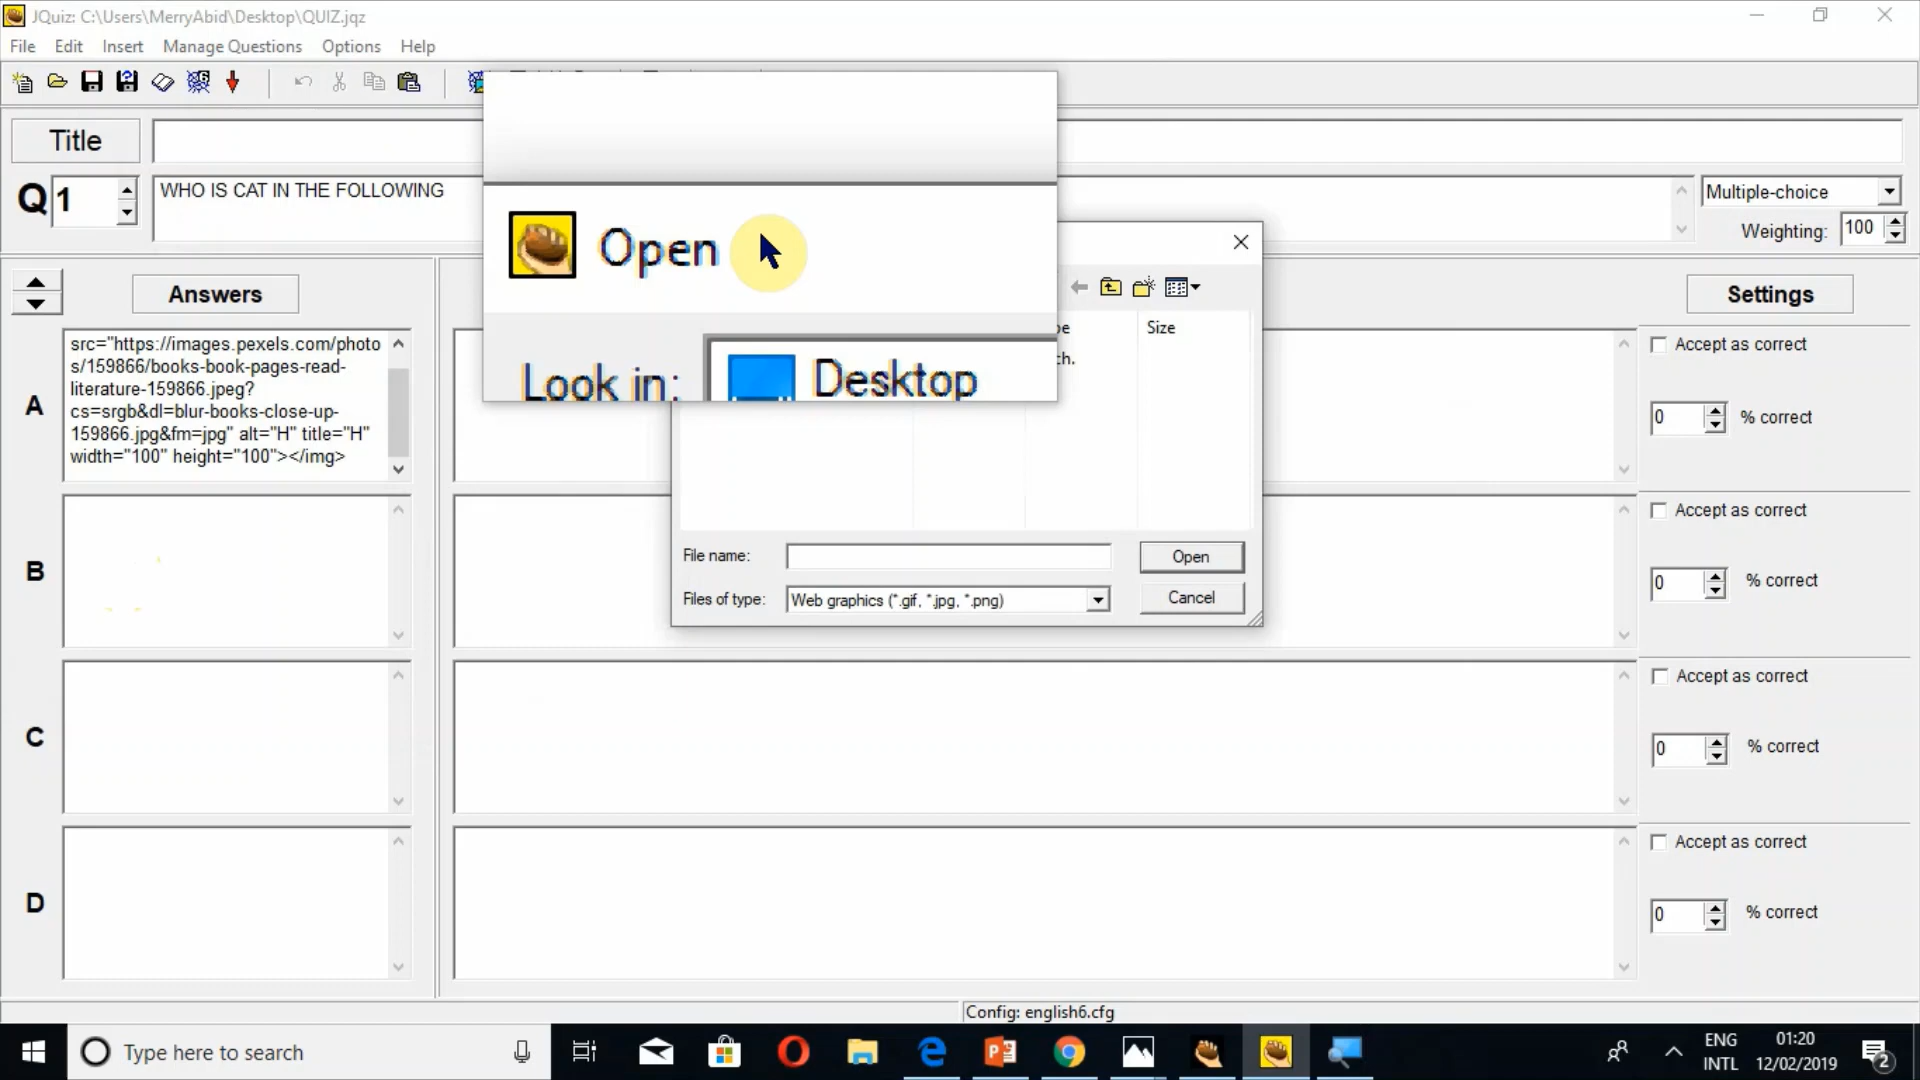 JQuiz: C:\Users\MerryAbid\Desktop\QUIZ.jqz
File Edit Insert Manage Questions Options Help
Title
Q 1
WHO IS CAT IN THE FOLLOWING
Multiple-choice
Weighting: 100
Open
Look in: Desktop
Size
Answers
Settings
A
src="https://images.pexels.com/photo
s/159866/books-book-pages-read-
literature-159866.jpeg?
cs=srgb&dl=blur-books-close-up-
159866.jpg&fm=jpg" alt="H" title="H"
width="100" height="100"></img>
Accept as correct
0 % correct
File name:
Open
Files of type: Web graphics (*.gif, *.jpg, *.png)
Cancel
B
Accept as correct
0 % correct
C
Accept as correct
0 % correct
D
Accept as correct
0 % correct
Config: english6.cfg
Type here to search
ENG
INTL
01:20
12/02/2019
2